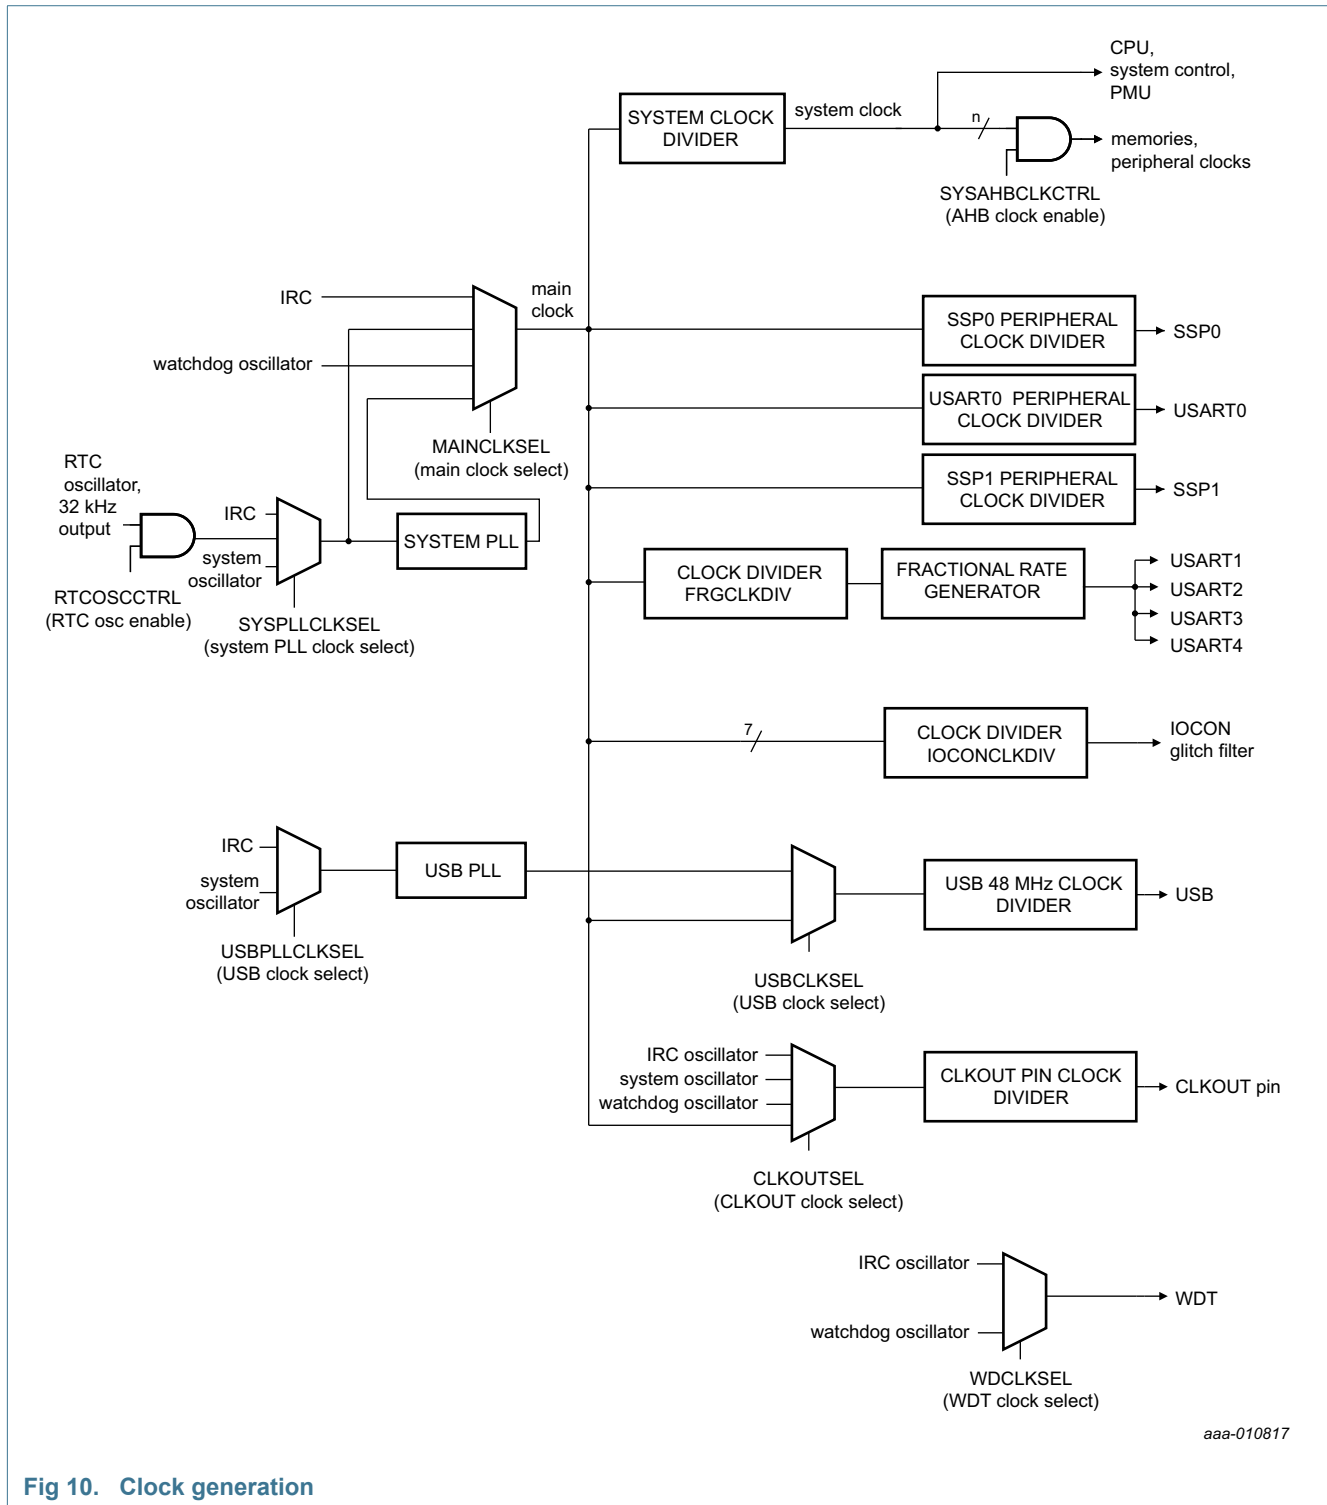 CPU,
system control,
PMU
SYSTEM CLOCK
DIVIDER
system clock
n
memories,
peripheral clocks
SYSAHBCLKCTRL
(AHB clock enable)
IRC
main
clock
watchdog oscillator
MAINCLKSEL
(main clock select)
SSP0 PERIPHERAL
CLOCK DIVIDER
SSP0
USART0 PERIPHERAL
CLOCK DIVIDER
USART0
SSP1 PERIPHERAL
CLOCK DIVIDER
SSP1
RTC
oscillator,
32 kHz
output
IRC
system
oscillator
SYSTEM PLL
RTCOSCCTRL
(RTC osc enable)
SYSPLLCLKSEL
(system PLL clock select)
CLOCK DIVIDER
FRGCLKDIV
FRACTIONAL RATE
GENERATOR
USART1
USART2
USART3
USART4
7
CLOCK DIVIDER
IOCONCLKDIV
IOCON
glitch filter
IRC
system
oscillator
USB PLL
USBPLLCLKSEL
(USB clock select)
USB 48 MHz CLOCK
DIVIDER
USB
USBCLKSEL
(USB clock select)
IRC oscillator
system oscillator
watchdog oscillator
CLKOUT PIN CLOCK
DIVIDER
CLKOUT pin
CLKOUTSEL
(CLKOUT clock select)
IRC oscillator
watchdog oscillator
WDT
WDCLKSEL
(WDT clock select)
aaa-010817
Fig 10. Clock generation